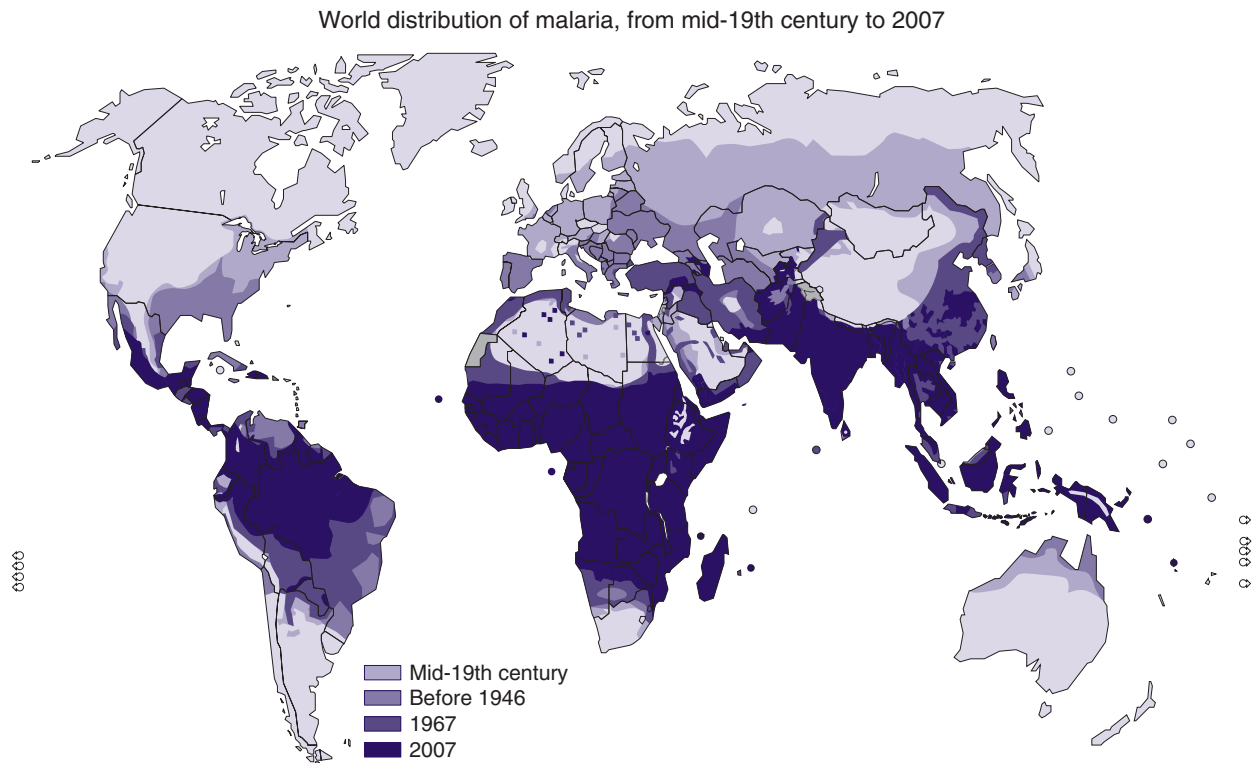 World distribution of malaria, from mid-19th century to 2007
Mid-19th century
Before 1946
1967
2007